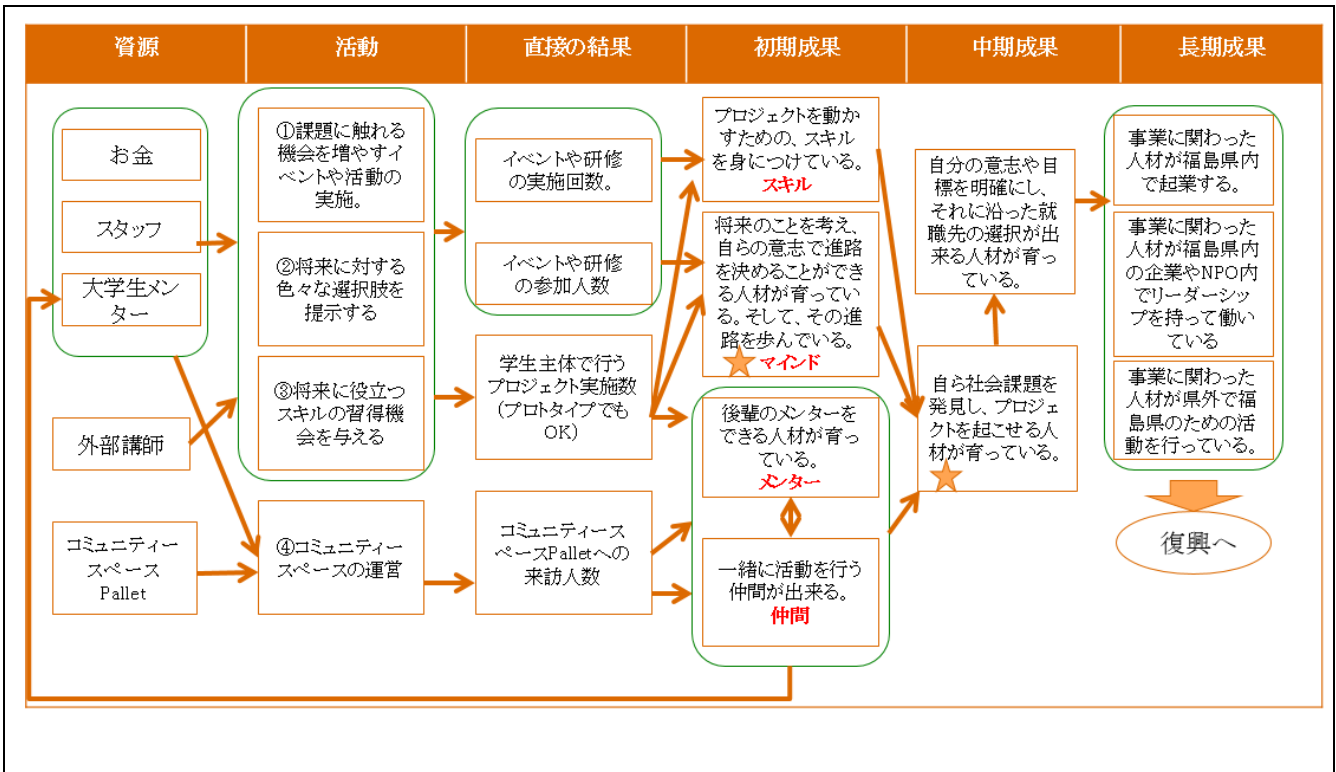 資源
活動
直接の結果
初期成果
中期成果
長期成果
お金
スタッフ
大学生メン
ター
外部講師
コミュニティー
スペース
Pallet
①課題に触れる
機会を増やすイ
ベントや活動の
実施。
②将来に対する
色々な選択肢を
提示する
③将来に役立つ
スキルの習得機
会を与える
④コミュニティー
スペースの運営
イベントや研修
の実施回数。
イベントや研修
の参加人数
学生主体で行う
プロジェクト実施数
(プロトタイプでも
OK)
コミュニティース
ペースPalletへの
来訪人数
プロジェクトを動か
すための、スキル
を身につけている。
スキル
将来のことを考え、
自らの意志で進路
を決めることができ
る人材が育ってい
る。そして、その進
路を歩んでいる。
マインド
後輩のメンターを
できる人材が育っ
ている。
メンター
一緒に活動を行う
仲間が出来る。
仲間
自分の意志や目
標を明確にし、
それに沿った就
職先の選択が出
来る人材が育っ
ている。
自ら社会課題を
発見し、プロジェ
クトを起こせる人
材が育っている。
事業に関わった
人材が福島県内
で起業する。
事業に関わった
人材が福島県内
の企業やNPO内
でリーダーシッ
プを持って働い
ている
事業に関わった
人材が県外で福
島県のための活
動を行っている。
復興へ